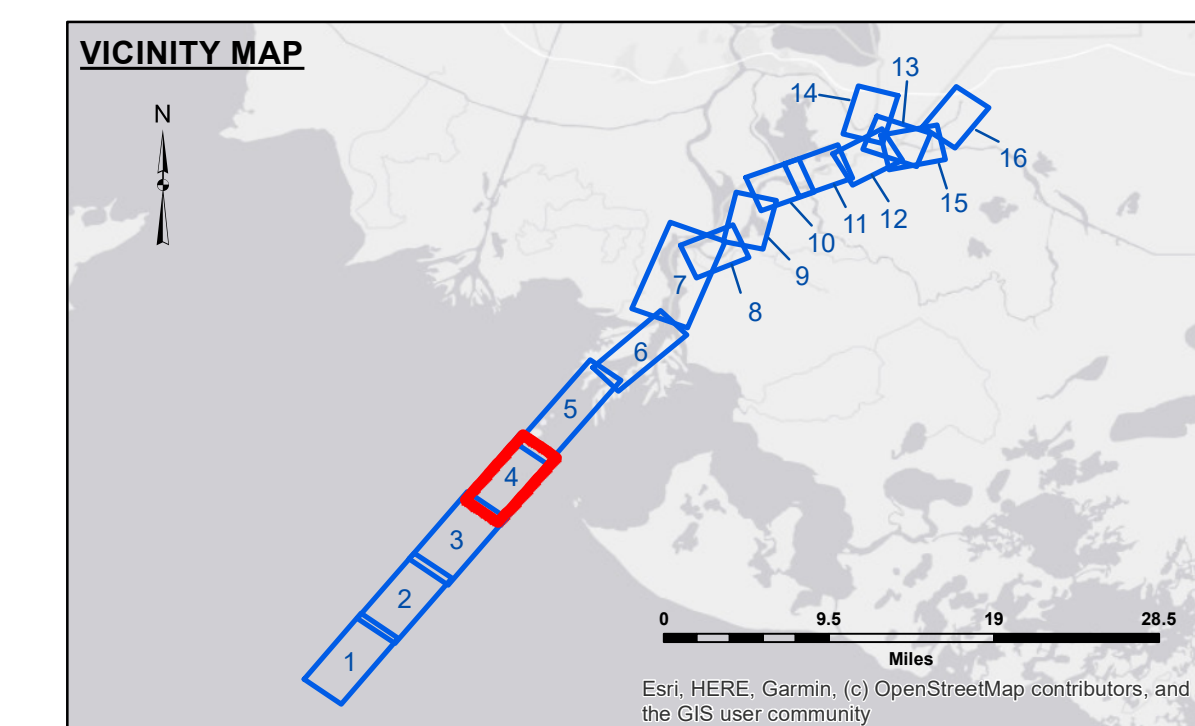 VICINITY MAP
N
13
14
16
15
12
11
10
9
8
7
6
5
4
3
2
1
0 9.5 19 28.5
Miles
Esri, HERE, Garmin, (c) OpenStreetMap contributors, and
the GIS user community